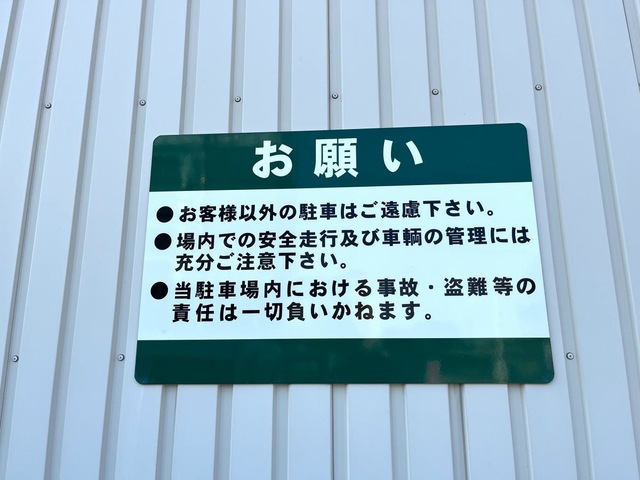 お願い
●お客様以外の駐車はご遠慮下さい。
●場内での安全走行及び車輌の管理には
充分ご注意下さい。
●当駐車場内における事故・盗難等の
責任は一切負いかねます。